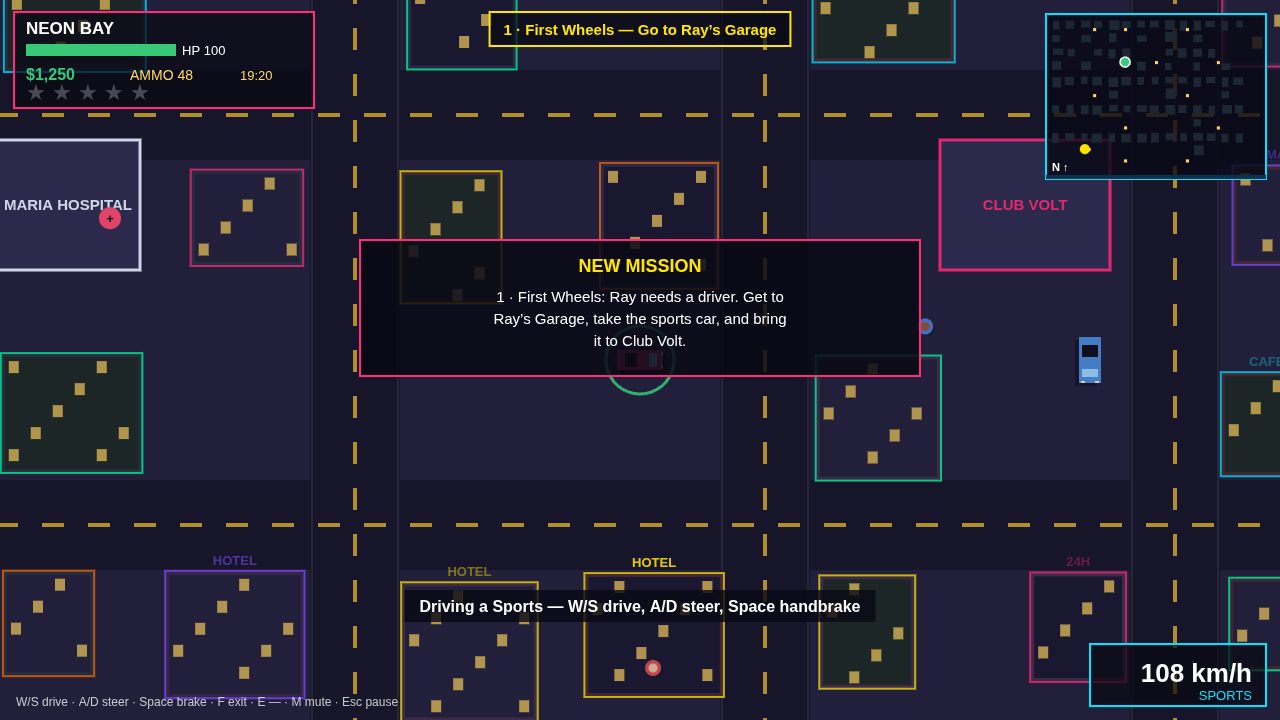 NEON BAY
HP 100
$1,250 AMMO 48 19:20
1 · First Wheels — Go to Ray's Garage
N ↑
MARIA HOSPITAL
+
CLUB VOLT
NEW MISSION
1 · First Wheels: Ray needs a driver. Get to
Ray's Garage, take the sports car, and bring
it to Club Volt.
HOTEL
HOTEL
HOTEL
24H
Driving a Sports — W/S drive, A/D steer, Space handbrake
108 km/h
SPORTS
W/S drive · A/D steer · Space brake · F exit · E — · M mute · Esc pause